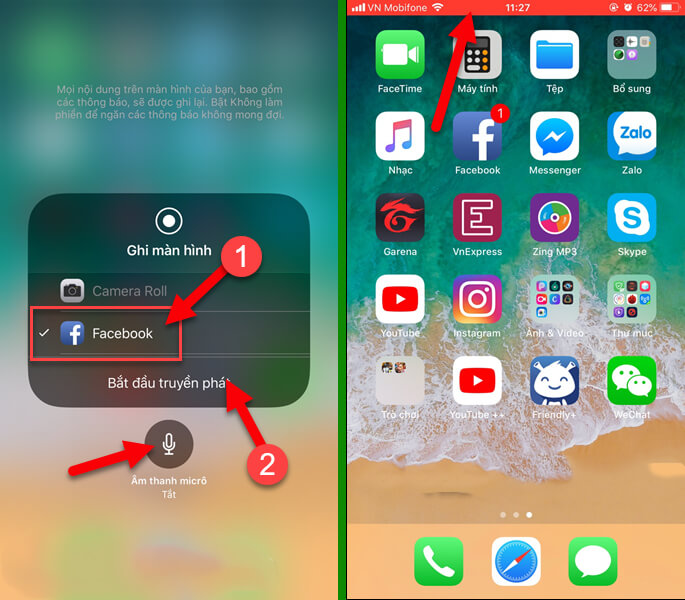 Mọi nội dung trên màn hình của bạn, bao gồm
các thông báo, sẽ được ghi lại. Bật Không làm
phiền để ngăn các thông báo không mong đợi.
Ghi màn hình
1
Camera Roll
Facebook
Bắt đầu truyền phát
2
Âm thanh micrô
Tắt
VN Mobifone 11:27 62%
FaceTime Máy tính Tệp Bổ sung
1
Zalo
Nhạc Facebook Messenger Zalo
Garena VnExpress Zing MP3 Skype
YouTube Instagram Ảnh & Video Thư mục
Trò chơi YouTube ++ Friendly+ WeChat